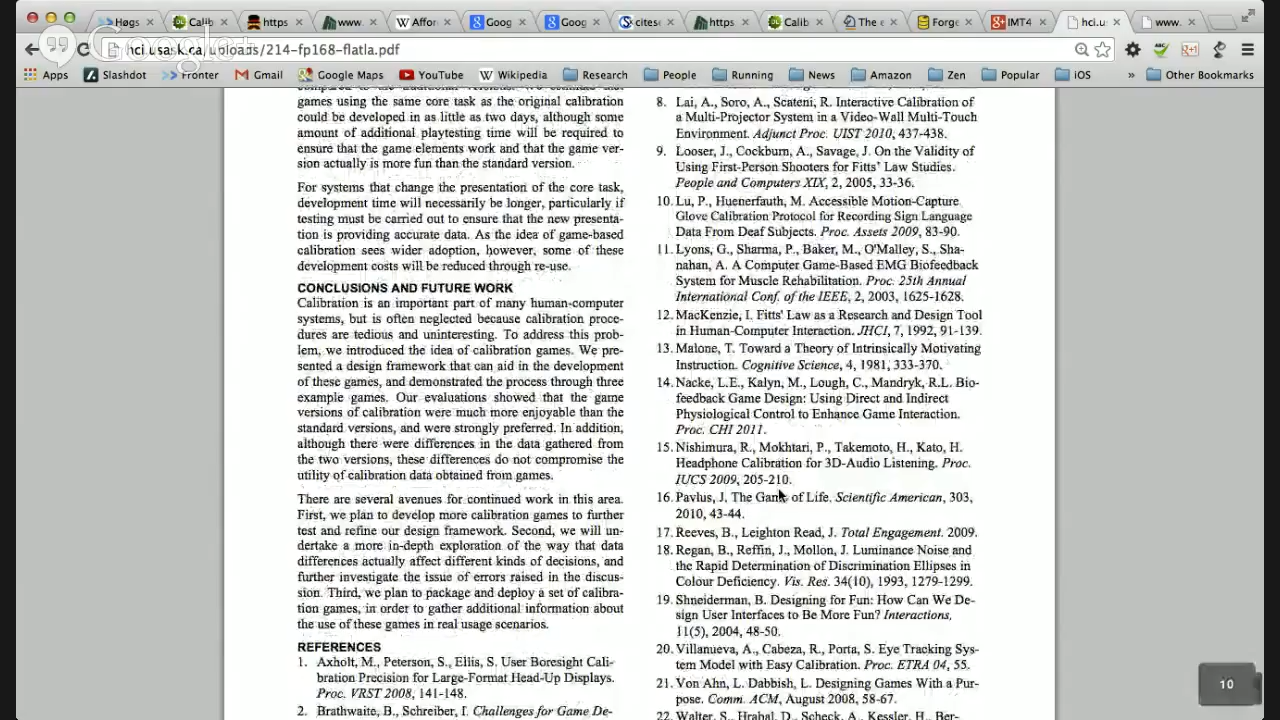 Høgs
Calib
https
www.
Affor
Goog
Goog
cites
https
Calib
The e
Forge
IMT4
hci.u
www.
hci.usask.ca/uploads/214-fp168-flatla.pdf
Google+
Apps
Slashdot
Fronter
Gmail
Google Maps
YouTube
Wikipedia
Research
People
Running
News
Amazon
Zen
Popular
iOS
»
Other Bookmarks
games using the same core task as the original calibration
could be developed in as little as two days, although some
amount of additional playtesting time will be required to
ensure that the game elements work and that the game ver-
sion actually is more fun than the standard version.
For systems that change the presentation of the core task,
development time will necessarily be longer, particularly if
testing must be carried out to ensure that the new presenta-
tion is providing accurate data. As the idea of game-based
calibration sees wider adoption, however, some of these
development costs will be reduced through re-use.
CONCLUSIONS AND FUTURE WORK
Calibration is an important part of many human-computer
systems, but is often neglected because calibration proce-
dures are tedious and uninteresting. To address this prob-
lem, we introduced the idea of calibration games. We pre-
sented a design framework that can aid in the development
of these games, and demonstrated the process through three
example games. Our evaluations showed that the game
versions of calibration were much more enjoyable than the
standard versions, and were strongly preferred. In addition,
although there were differences in the data gathered from
the two versions, these differences do not compromise the
utility of calibration data obtained from games.
There are several avenues for continued work in this area.
First, we plan to develop more calibration games to further
test and refine our design framework. Second, we will un-
dertake a more in-depth exploration of the way that data
differences actually affect different kinds of decisions, and
further investigate the issue of errors raised in the discus-
sion. Third, we plan to package and deploy a set of calibra-
tion games, in order to gather additional information about
the use of these games in real usage scenarios.
REFERENCES
1. Axholt, M., Peterson, S., Ellis, S. User Boresight Cali-
bration Precision for Large-Format Head-Up Displays.
Proc. VRST 2008, 141-148.
2. Brathwaite, B., Schreiber, I. Challenges for Game De-
8. Lai, A., Soro, A., Scateni, R. Interactive Calibration of
a Multi-Projector System in a Video-Wall Multi-Touch
Environment. Adjunct Proc. UIST 2010, 437-438.
9. Looser, J., Cockburn, A., Savage, J. On the Validity of
Using First-Person Shooters for Fitts' Law Studies.
People and Computers XIX, 2, 2005, 33-36.
10. Lu, P., Huenerfauth, M. Accessible Motion-Capture
Glove Calibration Protocol for Recording Sign Language
Data From Deaf Subjects. Proc. Assets 2009, 83-90.
11. Lyons, G., Sharma, P., Baker, M., O'Malley, S., Sha-
nahan, A. A Computer Game-Based EMG Biofeedback
System for Muscle Rehabilitation. Proc. 25th Annual
International Conf. of the IEEE, 2, 2003, 1625-1628.
12. MacKenzie, I. Fitts' Law as a Research and Design Tool
in Human-Computer Interaction. JHCI, 7, 1992, 91-139.
13. Malone, T. Toward a Theory of Intrinsically Motivating
Instruction. Cognitive Science, 4, 1981, 333-370.
14. Nacke, L.E., Kalyn, M., Lough, C., Mandryk, R.L. Bio-
feedback Game Design: Using Direct and Indirect
Physiological Control to Enhance Game Interaction.
Proc. CHI 2011.
15. Nishimura, R., Mokhtari, P., Takemoto, H., Kato, H.
Headphone Calibration for 3D-Audio Listening. Proc.
IUCS 2009, 205-210.
16. Pavlus, J. The Game of Life. Scientific American, 303,
2010, 43-44.
17. Reeves, B., Leighton Read, J. Total Engagement. 2009.
18. Regan, B., Reffin, J., Mollon, J. Luminance Noise and
the Rapid Determination of Discrimination Ellipses in
Colour Deficiency. Vis. Res. 34(10), 1993, 1279-1299.
19. Shneiderman, B. Designing for Fun: How Can We De-
sign User Interfaces to Be More Fun? Interactions,
11(5), 2004, 48-50.
20. Villanueva, A., Cabeza, R., Porta, S. Eye Tracking Sys-
tem Model with Easy Calibration. Proc. ETRA 04, 55.
21. Von Ahn, L. Dabbish, L. Designing Games With a Pur-
pose. Comm. ACM, August 2008, 58-67.
22. Walter, S., Hrabal, D., Scheck, A., Kessler, H., Ber-
10